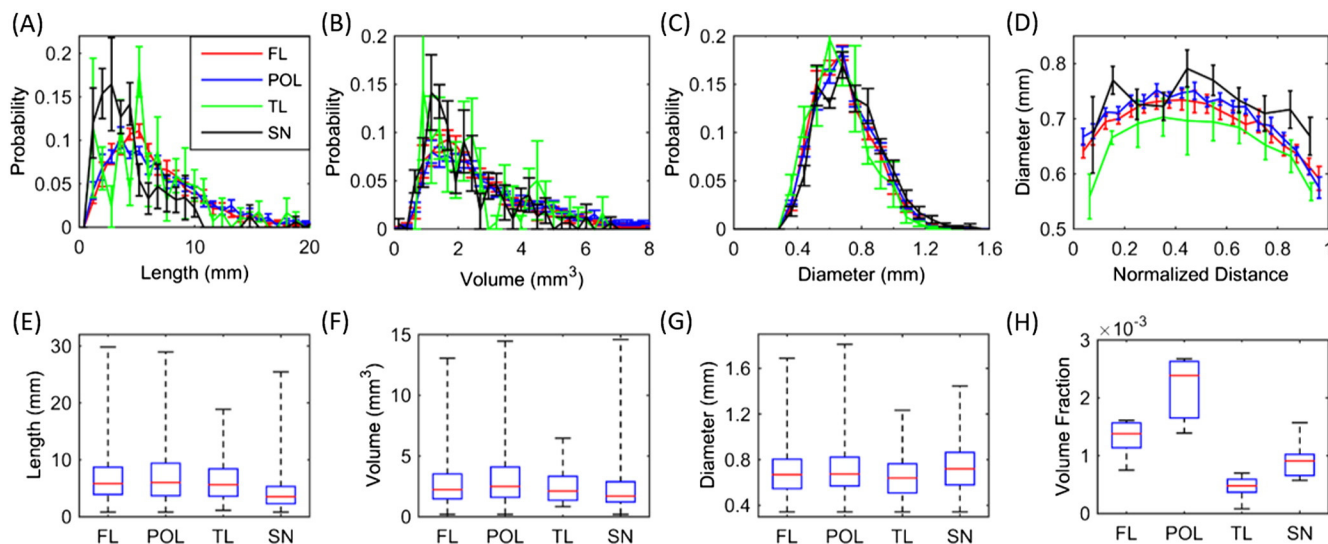 (A) (B) (C) (D)
FL
POL
TL
SN
0.2
0.15
0.1
0.05
0
Probability
0 10 20
Length (mm)
0.2
0.15
0.1
0.05
0
Probability
0 2 4 6 8
Volume (mm³)
0.2
0.15
0.1
0.05
0
Probability
0.4 0.8 1.2 1.6
Diameter (mm)
0.8
0.7
0.6
0.5
Diameter (mm)
0 0.2 0.4 0.6 0.8 1
Normalized Distance
(E) (F) (G) (H)
30
20
10
0
Length (mm)
FL POL TL SN
15
10
5
0
Volume (mm³)
FL POL TL SN
1.6
1.2
0.8
0.4
Diameter (mm)
FL POL TL SN
×10⁻³
3
2
1
0
Volume Fraction
FL POL TL SN